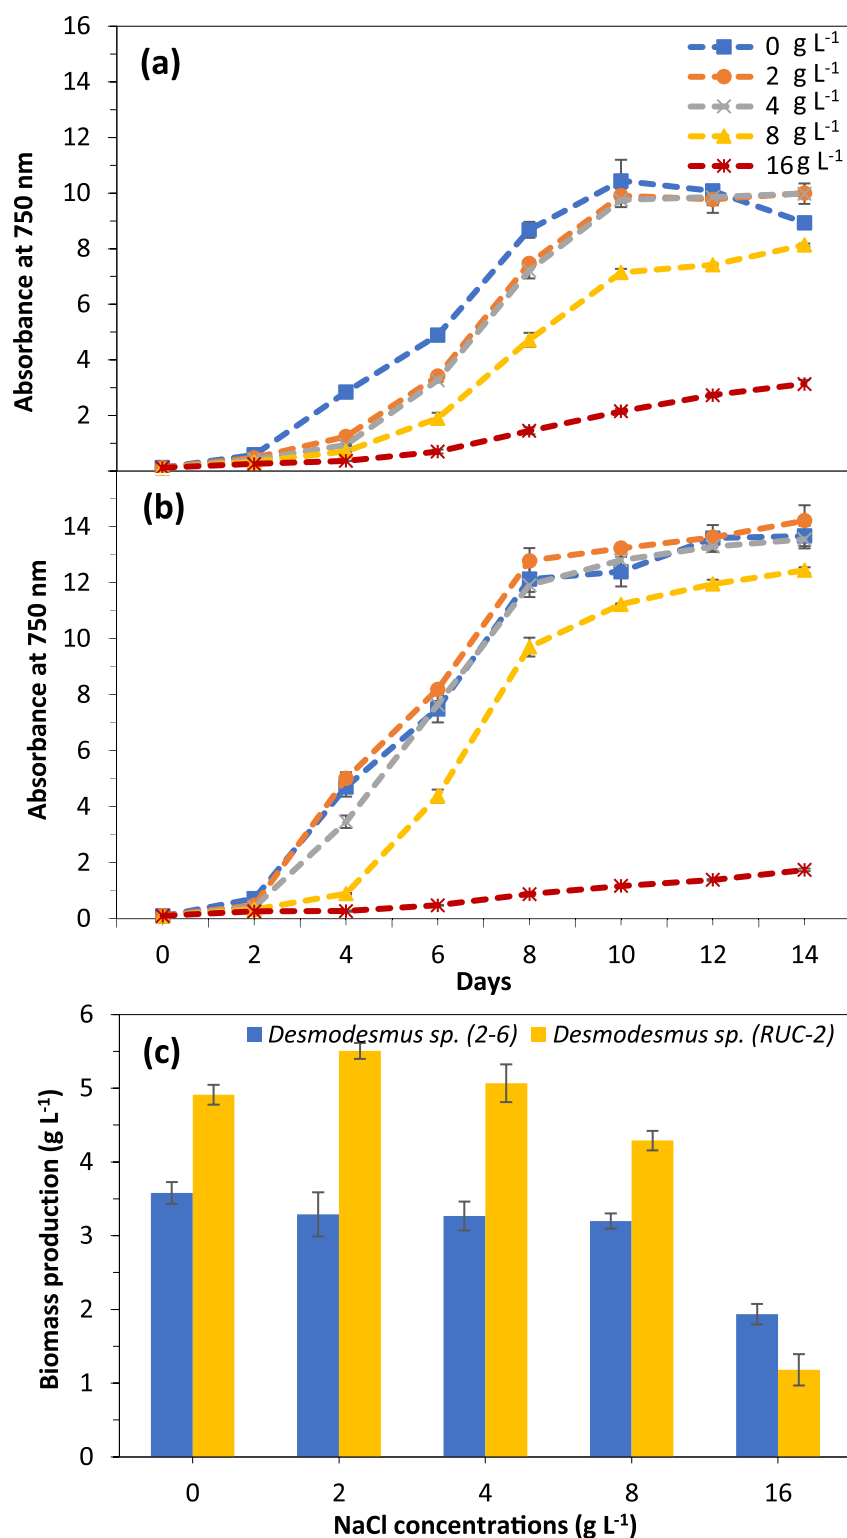 16
(a)
0 g L-1
14
2 g L-1
4 g L-1
12
8 g L-1
16 g L-1
10
8
6
4
2
Absorbance at 750 nm
(b)
14
12
10
8
6
4
2
0
Absorbance at 750 nm
0 2 4 6 8 10 12 14
Days
6
Desmodesmus sp. (2-6) Desmodesmus sp. (RUC-2)
(c)
5
4
3
2
1
0
Biomass production (g L-1)
0 2 4 8 16
NaCl concentrations (g L-1)